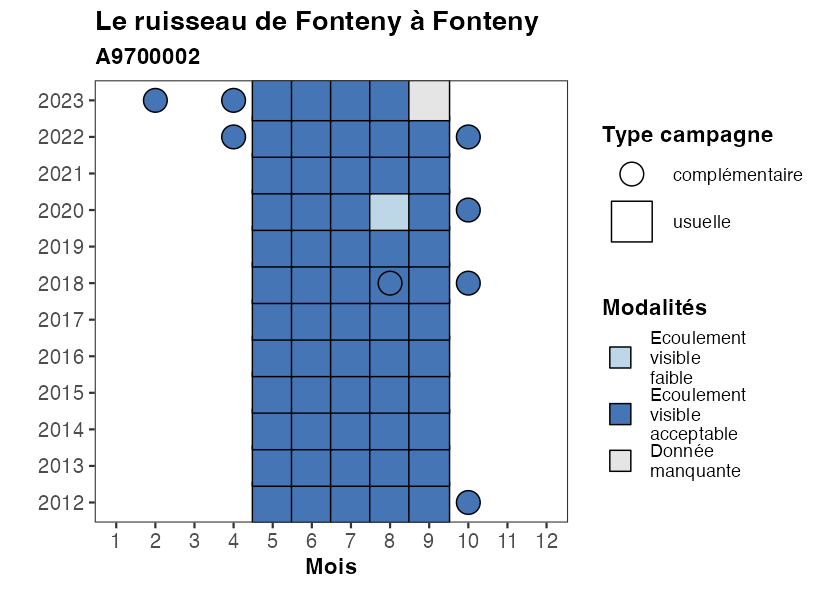 Le ruisseau de Fonteny à Fonteny
A9700002
2023
2022
2021
2020
2019
2018
2017
2016
2015
2014
2013
2012
1 2 3 4 5 6 7 8 9 10 11 12
Mois
Type campagne
complémentaire
usuelle
Modalités
Ecoulement
visible
faible
Ecoulement
visible
acceptable
Donnée
manquante